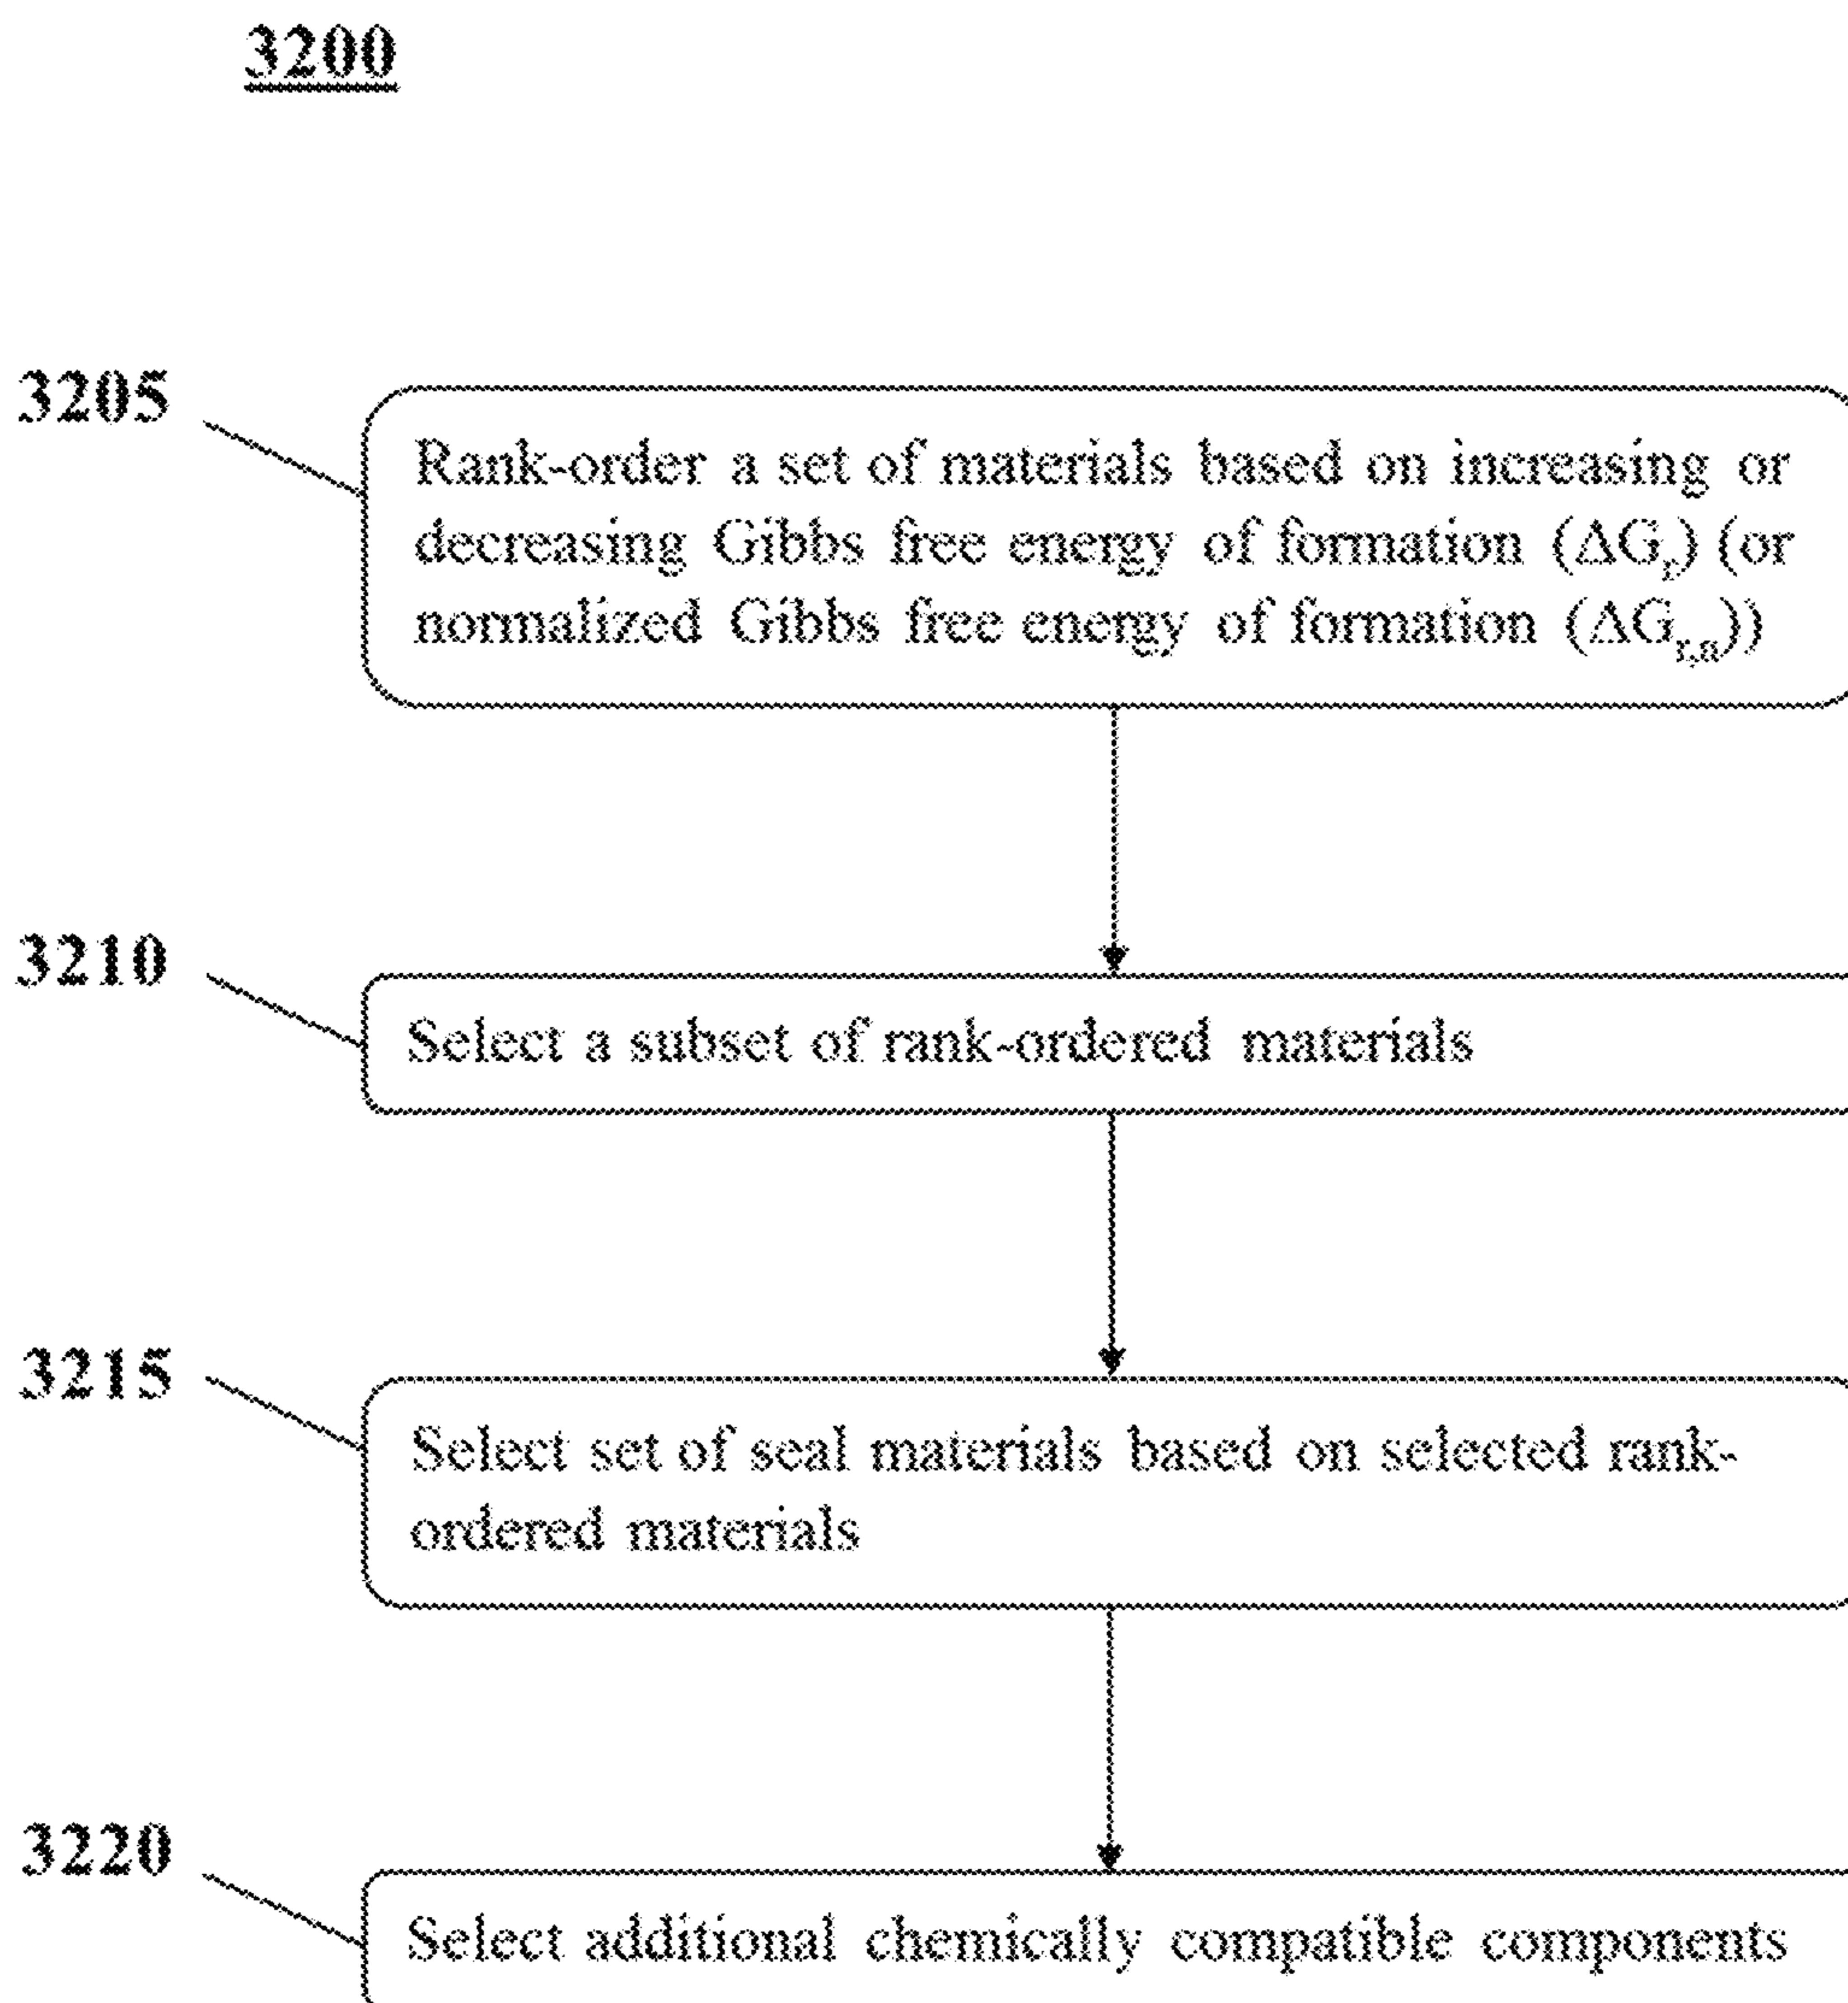 3200
3205
Rank-order a set of materials based on increasing or
decreasing Gibbs free energy of formation (ΔGr) (or
normalized Gibbs free energy of formation (ΔGr,n))
3210
Select a subset of rank-ordered materials
3215
Select set of seal materials based on selected rank-
ordered materials
3220
Select additional chemically compatible components